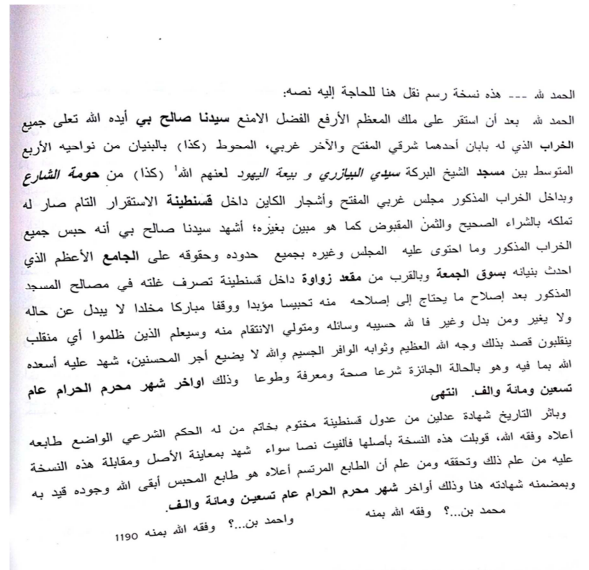 الحمد لله --- هذه نسخة رسم نقل هنا للحاجة إليه نصه:
الحمد لله بعد أن استقر على ملك المعظم الأرفع الفضل الامنع سيدنا صالح بي أيده الله تعلى جميع
الخراب الذي له بابان أحدهما شرقي المفتح والآخر غربي، المحوط (كذا) بالبنيان من نواحيه الأربع
المتوسط بين مسجد الشيخ البركة سيدي البيازري و بيعة اليهود لعنهم الله¹ (كذا) من حومة الشارع
وبداخل الخراب المذكور مجلس غربي المفتح وأشجار الكاين داخل قسنطينة الاستقرار التام صار له
تملكه بالشراء الصحيح والثمن المقبوض كما هو مبين بغيره؛ أشهد سيدنا صالح بي أنه حبس جميع
الخراب المذكور وما احتوى عليه المجلس وغيره بجميع حدوده وحقوقه على الجامع الأعظم الذي
احدث بنيانه بسوق الجمعة وبالقرب من مقعد زواوة داخل قسنطينة تصرف غلته في مصالح المسجد
المذكور بعد إصلاح ما يحتاج إلى إصلاحه منه تحبيسا مؤبدا ووقفا مباركا مخلدا لا يبدل عن حاله
ولا يغير ومن بدل وغير فا لله حسيبه وسائله ومتولي الانتقام منه وسيعلم الذين ظلموا أي منقلب
ينقلبون قصد بذلك وجه الله العظيم وثوابه الوافر الجسيم والله لا يضيع أجر المحسنين، شهد عليه أسعده
الله بما فيه وهو بالحالة الجائزة شرعا صحة ومعرفة وطوعا وذلك اواخر شهر محرم الحرام عام
تسعين ومائة والف. انتهى
وباثر التاريخ شهادة عدلين من عدول قسنطينة مختوم بخاتم من له الحكم الشرعي الواضع طابعه
أعلاه وفقه الله، قوبلت هذه النسخة بأصلها فألفيت نصا سواء شهد بمعاينة الأصل ومقابلة هذه النسخة
عليه من علم ذلك وتحققه ومن علم أن الطابع المرتسم أعلاه هو طابع المحبس أبقى الله وجوده قيد به
وبمضمنه شهادته هنا وذلك أواخر شهر محرم الحرام عام تسعين ومائة والف.
محمد بن...؟ وفقه الله بمنه واحمد بن...؟ وفقه الله بمنه 1190